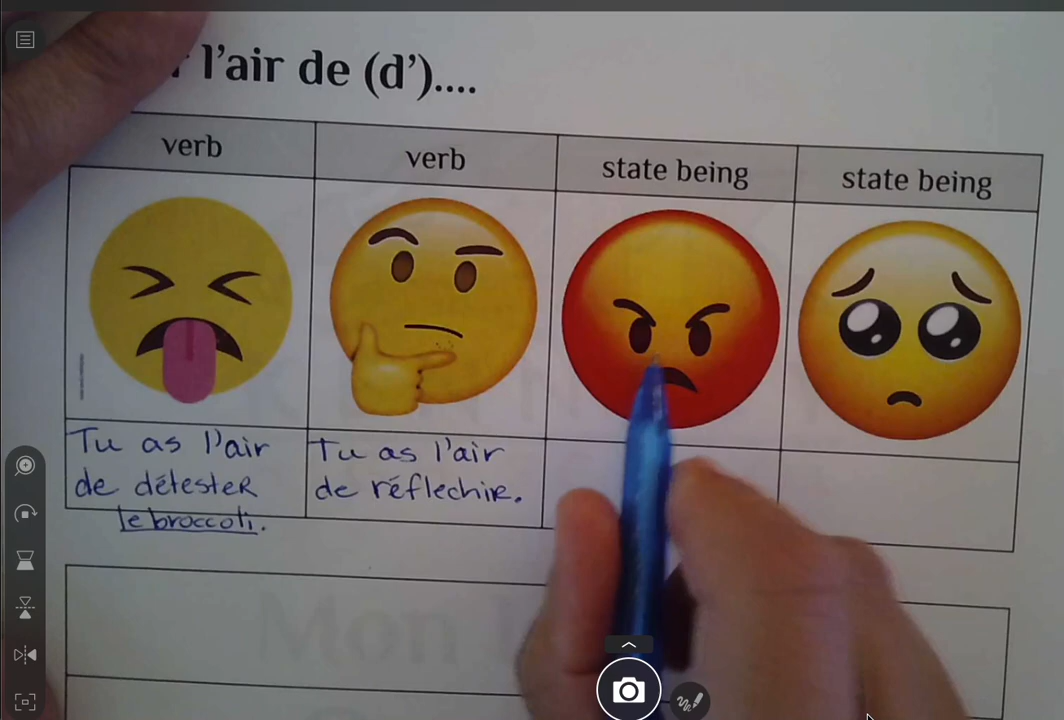 l'air de (d')....
verb
verb
state being
state being
Tu as l'air
de détester
le broccoli.
Tu as l'air
de réflechir.
Mon